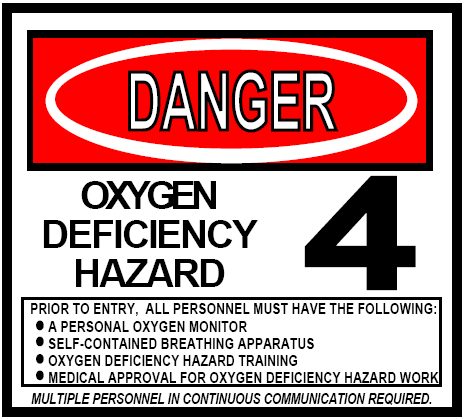 DANGER
OXYGEN
DEFICIENCY
HAZARD
4
PRIOR TO ENTRY, ALL PERSONNEL MUST HAVE THE FOLLOWING:
● A PERSONAL OXYGEN MONITOR
● SELF-CONTAINED BREATHING APPARATUS
● OXYGEN DEFICIENCY HAZARD TRAINING
● MEDICAL APPROVAL FOR OXYGEN DEFICIENCY HAZARD WORK
MULTIPLE PERSONNEL IN CONTINUOUS COMMUNICATION REQUIRED.